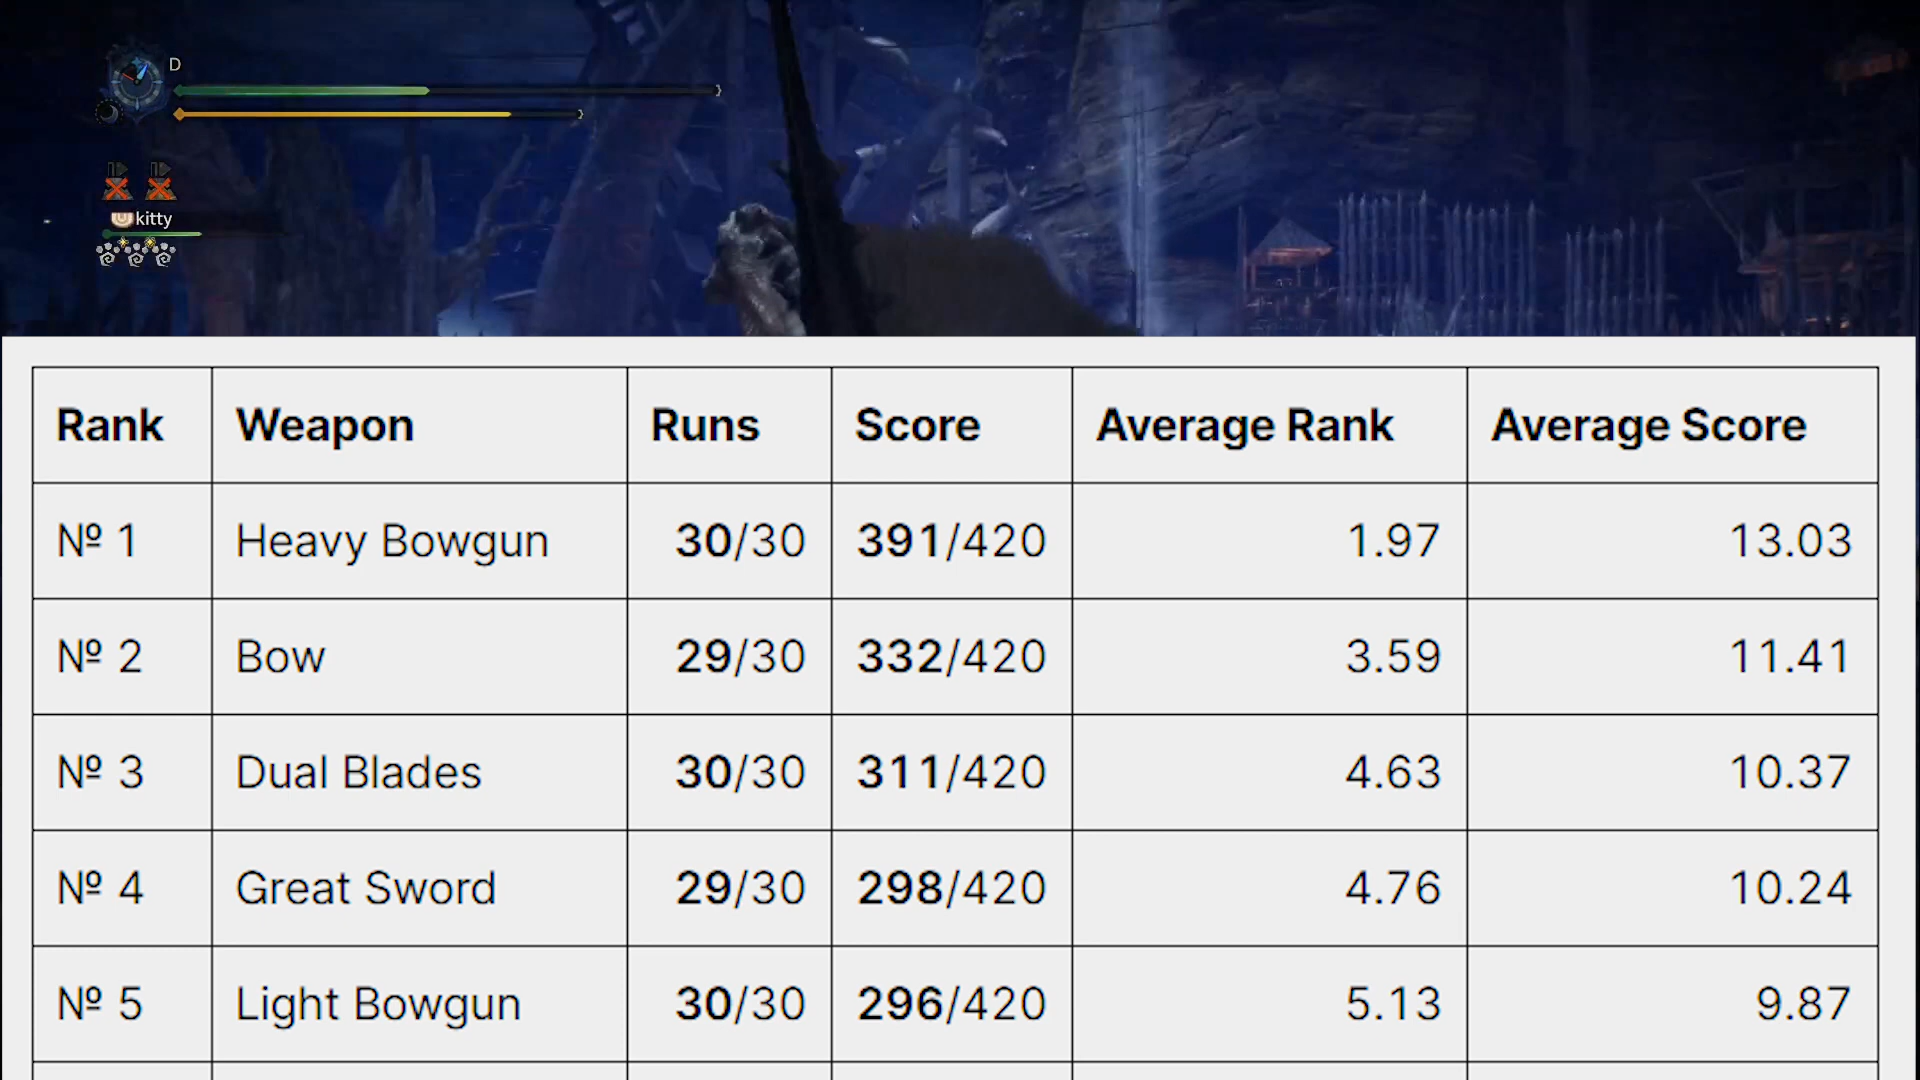 D
kitty
Rank Weapon Runs Score Average Rank Average Score
№ 1 Heavy Bowgun 30/30 391/420 1.97 13.03
№ 2 Bow 29/30 332/420 3.59 11.41
№ 3 Dual Blades 30/30 311/420 4.63 10.37
№ 4 Great Sword 29/30 298/420 4.76 10.24
№ 5 Light Bowgun 30/30 296/420 5.13 9.87